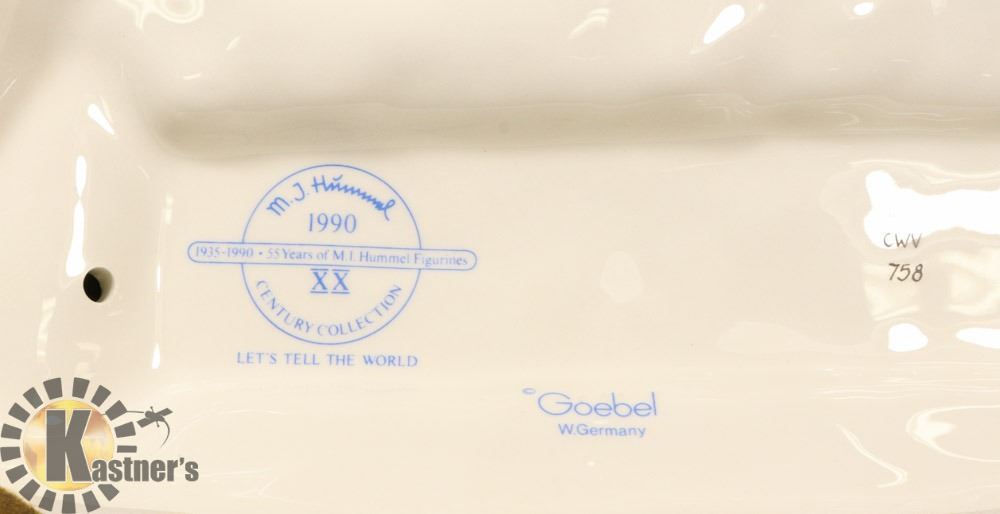 M.J. Hummel
1990
1935-1990 • 55 Years of M.I. Hummel Figurines
XX
CENTURY COLLECTION
LET'S TELL THE WORLD
© Goebel
W.Germany
CWV
758
Kastner's